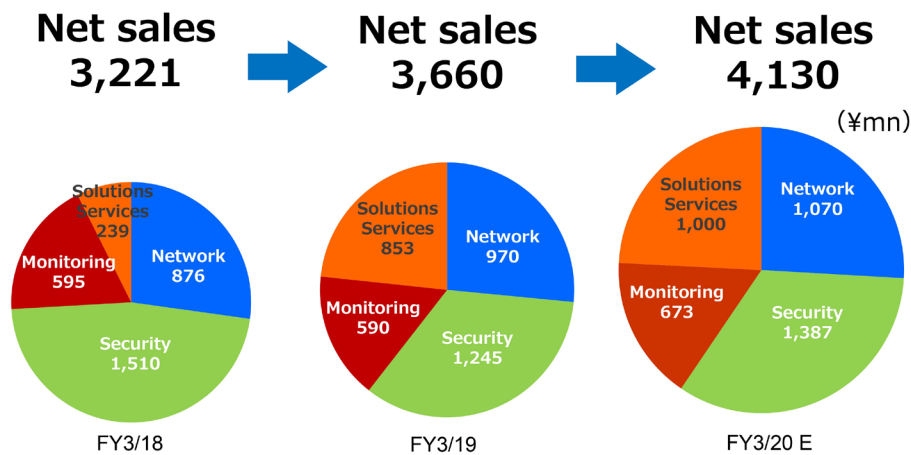 Net sales
3,221
Net sales
3,660
Net sales
4,130
(¥mn)
Solutions
Services
239
Network
876
Monitoring
595
Security
1,510
FY3/18
Solutions
Services
853
Network
970
Monitoring
590
Security
1,245
FY3/19
Solutions
Services
1,000
Network
1,070
Monitoring
673
Security
1,387
FY3/20 E